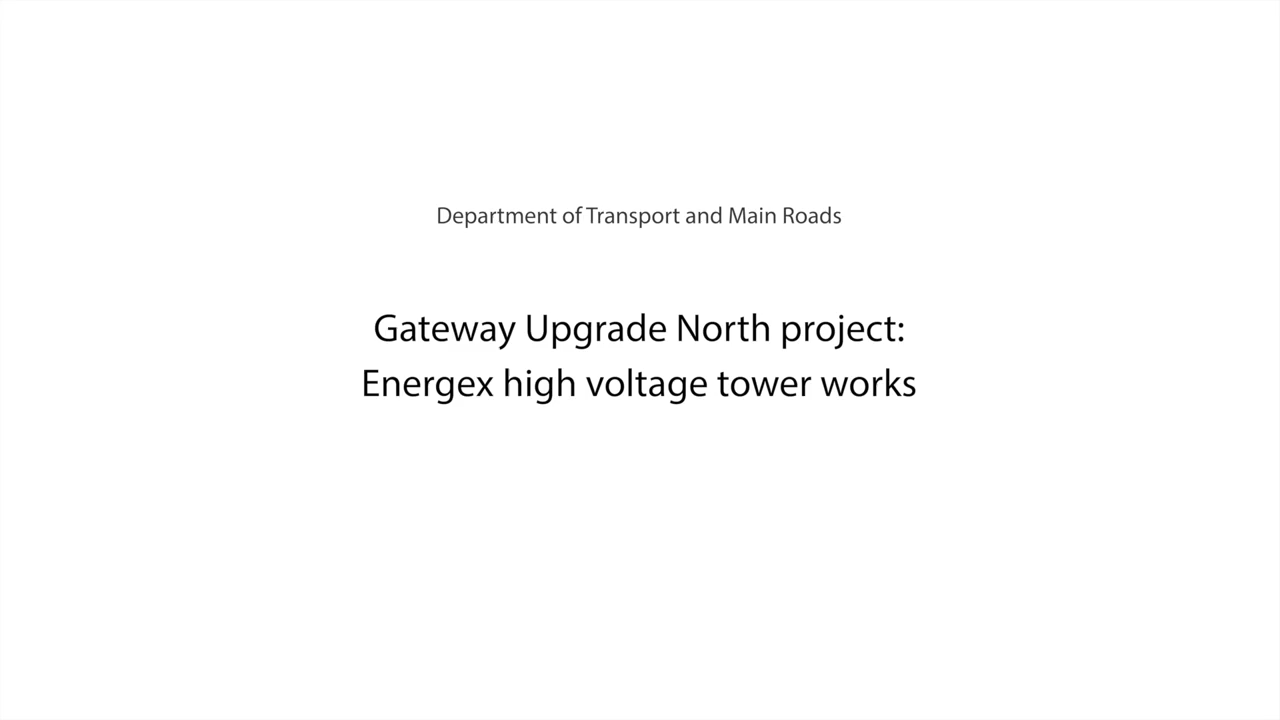 Department of Transport and Main Roads
Gateway Upgrade North project:
Energex high voltage tower works